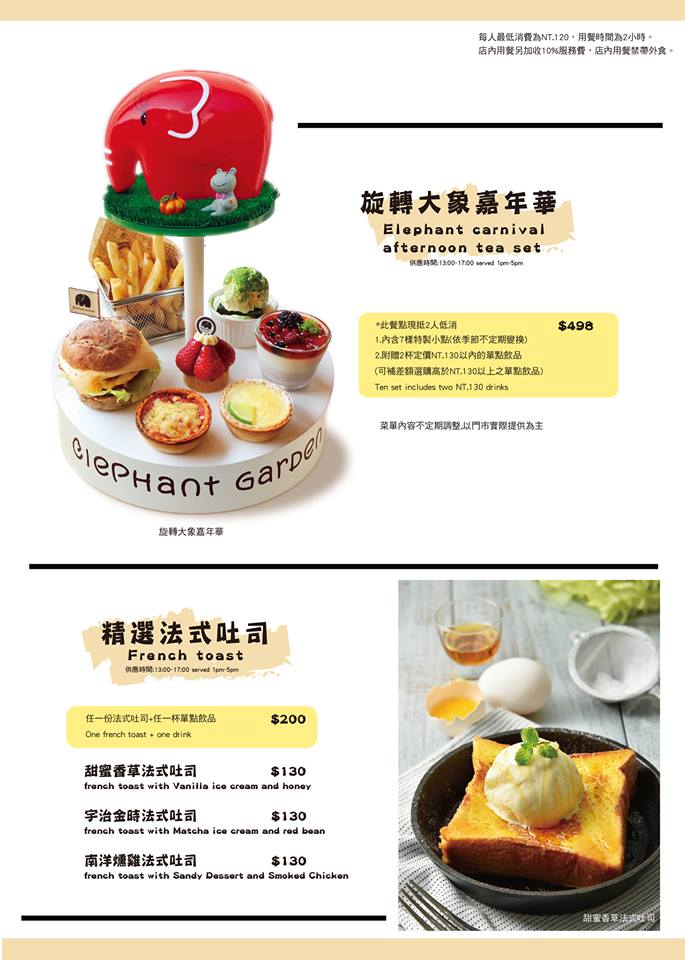 每人最低消費為NT.120，用餐時間為2小時。
店內用餐另加收10%服務費，店內用餐禁帶外食。
旋轉大象嘉年華
Elephant carnival
afternoon tea set
供應時間:13:00-17:00 served 1pm-5pm
*此餐點現抵2人低消
$498
1.內含7樣特製小點(依季節不定期變換)
2.附贈2杯定價NT.130以內的單點飲品
(可補差額選購高於NT.130以上之單點飲品)
Ten set includes two NT.130 drinks
菜單內容不定期調整,以門市實際提供為主
Elephant Garden
旋轉大象嘉年華
精選法式吐司
French toast
供應時間:13:00-17:00 served 1pm-5pm
任一份法式吐司+任一杯單點飲品
$200
One french toast + one drink
甜蜜香草法式吐司 $130
french toast with Vanilla ice cream and honey
宇治金時法式吐司 $130
french toast with Matcha ice cream and red bean
南洋燻雞法式吐司 $130
french toast with Sandy Dessert and Smoked Chicken
甜蜜香草法式吐司